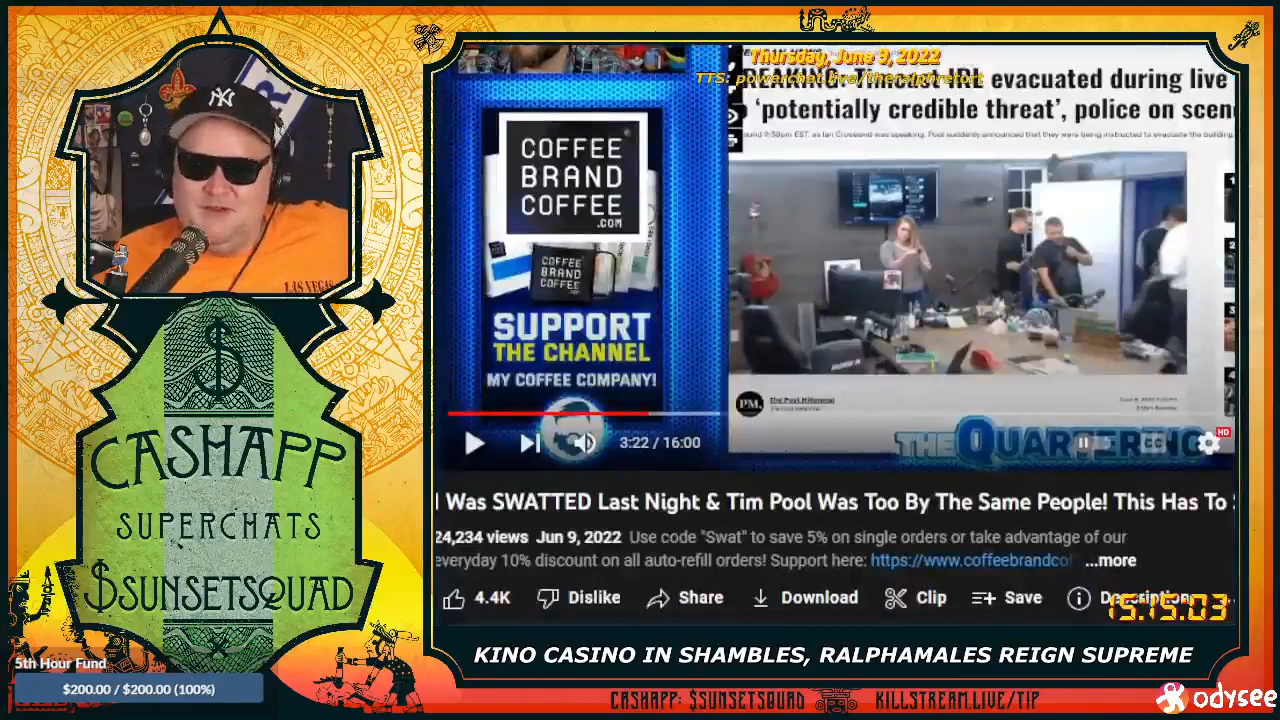 Thursday, June 9, 2022
TTS: powerchat.live/theralphretort
evacuated during live
'potentially credible threat', police on scen
COFFEE
BRAND
COFFEE
.COM
COFFEE
BRAND
COFFEE
SUPPORT
THE CHANNEL
MY COFFEE COMPANY!
PM.
The Post Millennial
THE QUARTERING
3:22 / 16:00
HD
I Was SWATTED Last Night & Tim Pool Was Too By The Same People! This Has To
24,234 views Jun 9, 2022 Use code "Swat" to save 5% on single orders or take advantage of our
everyday 10% discount on all auto-refill orders! Support here: https://www.coffeebrandcof ...more
4.4K Dislike Share Download Clip Save
15:15:03
NY
LAS VEGAS
CASHAPP
SUPERCHATS
$SUNSETSQUAD
5th Hour Fund
$200.00 / $200.00 (100%)
KINO CASINO IN SHAMBLES, RALPHAMALES REIGN SUPREME
CASHAPP: $SUNSETSQUAD KILLSTREAM.LIVE/TIP
odysee